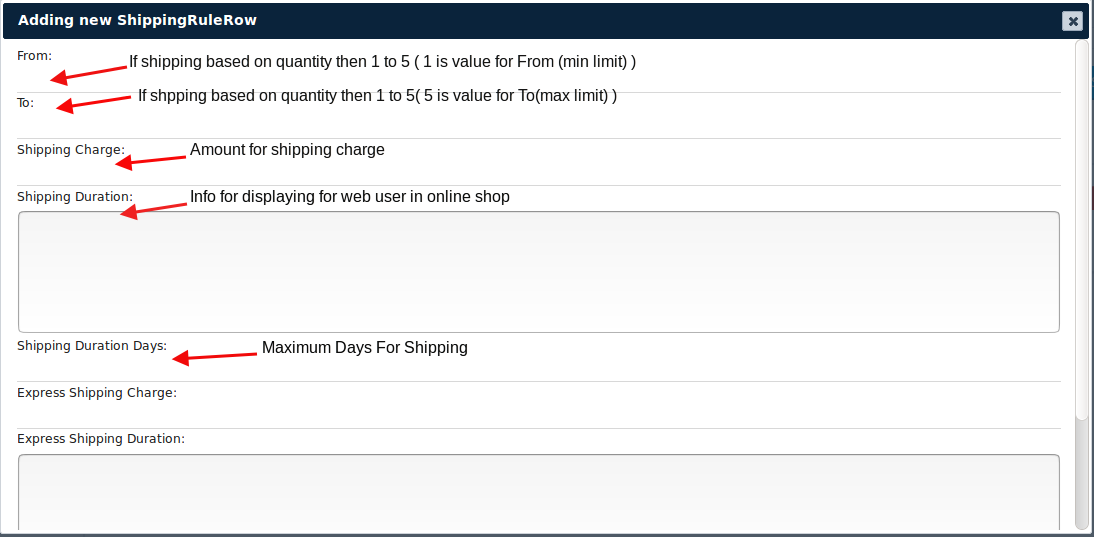 Adding new ShippingRuleRow
From:
If shipping based on quantity then 1 to 5 ( 1 is value for From (min limit) )
To:
If shpping based on quantity then 1 to 5( 5 is value for To(max limit) )
Shipping Charge:
Amount for shipping charge
Shipping Duration:
Info for displaying for web user in online shop
Shipping Duration Days:
Maximum Days For Shipping
Express Shipping Charge:
Express Shipping Duration: